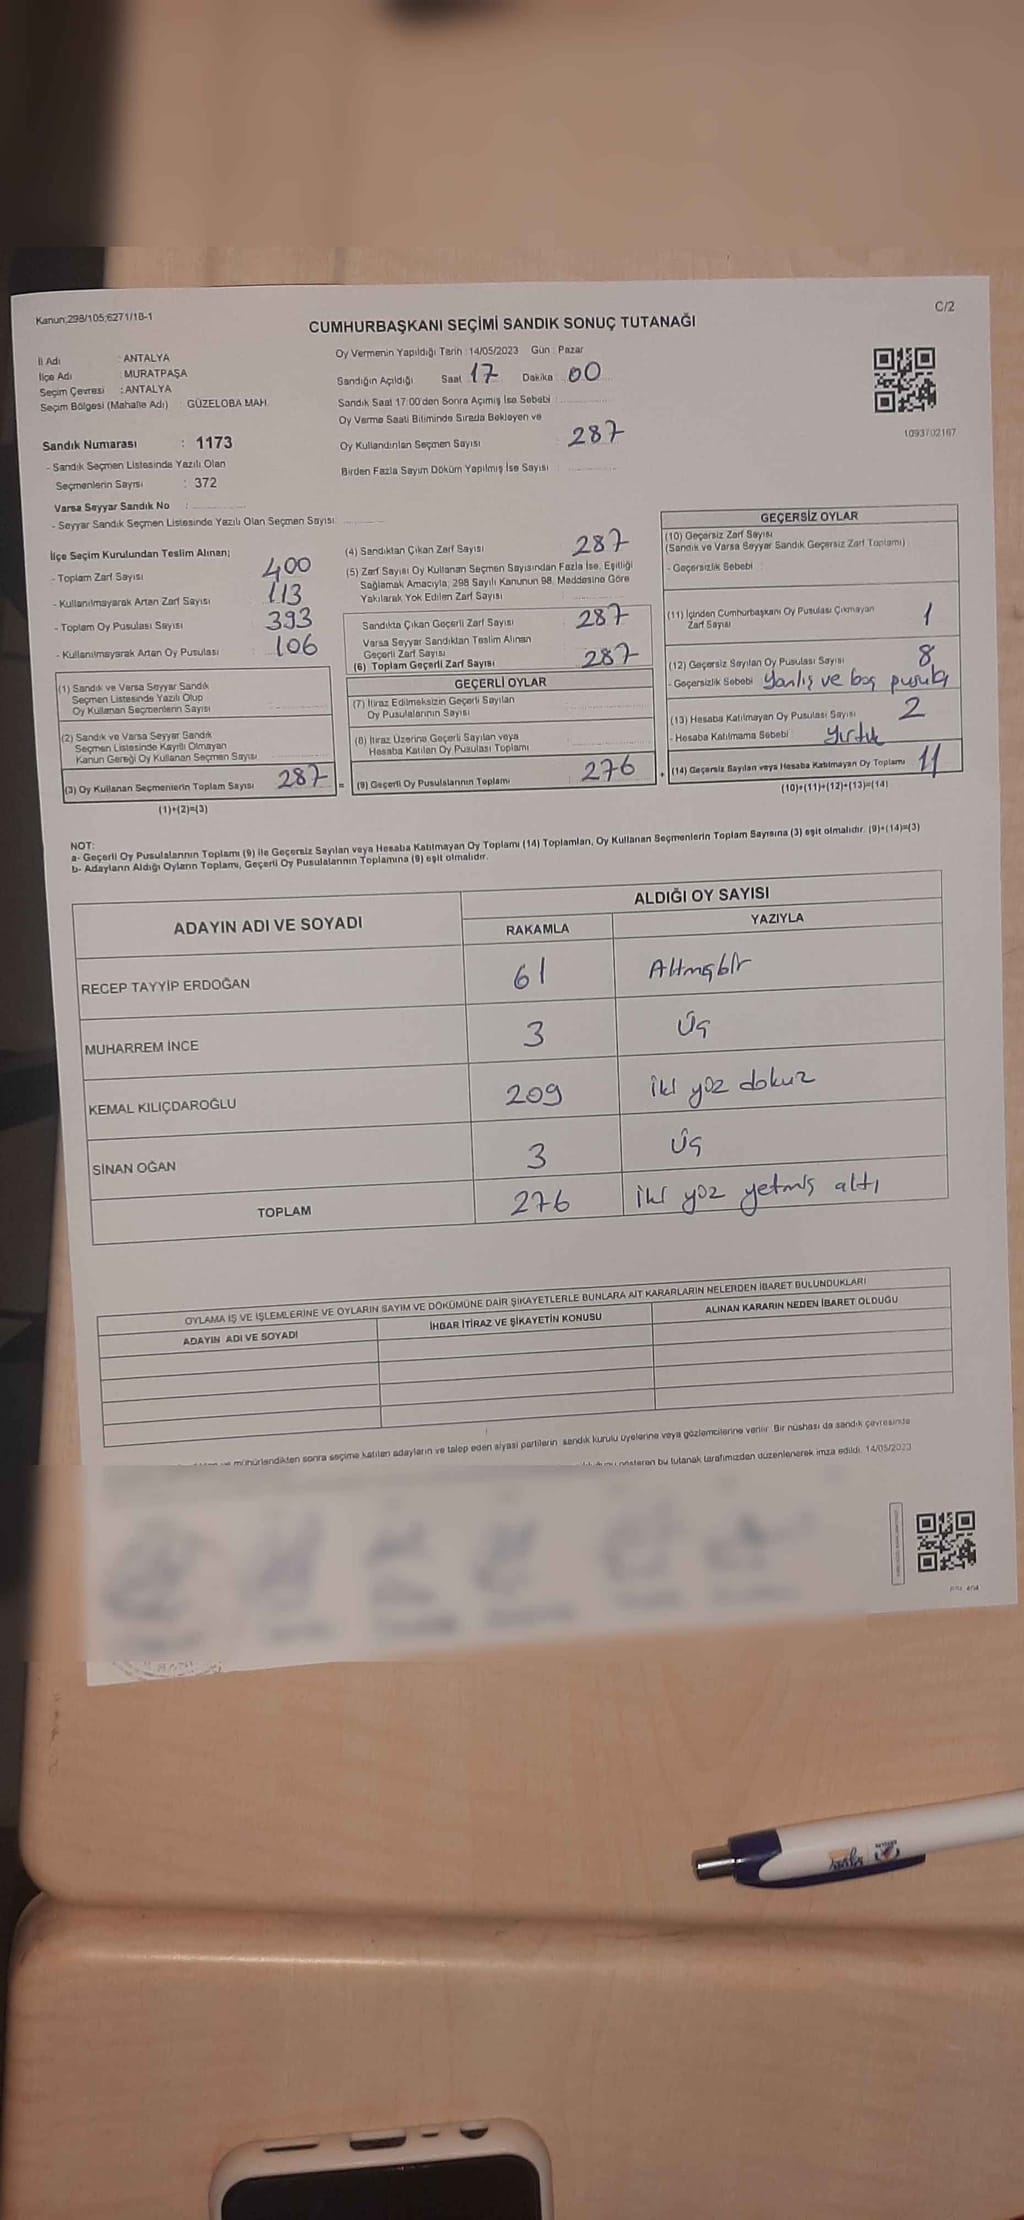 Kanun;298/105;6271/18-1
C/2
CUMHURBAŞKANI SEÇİMİ SANDIK SONUÇ TUTANAĞI
İl Adı : ANTALYA
İlçe Adı : MURATPAŞA
Seçim Çevresi : ANTALYA
Seçim Bölgesi (Mahalle Adı) GÜZELOBA MAH.
Sandık Numarası : 1173
- Sandık Seçmen Listesinde Yazılı Olan
Seçmenlerin Sayısı : 372
Varsa Seyyar Sandık No :
- Seyyar Sandık Seçmen Listesinde Yazılı Olan Seçmen Sayısı:
Oy Vermenin Yapıldığı Tarih : 14/05/2023 Gün : Pazar
Sandığın Açıldığı Saat 17 Dakika 00
Sandık Saat 17:00'den Sonra Açılmış İse Sebebi :
Oy Verme Saati Bitiminde Sırada Bekleyen ve
Oy Kullandırılan Seçmen Sayısı 287
Birden Fazla Sayım Döküm Yapılmış İse Sayısı :
1093702167
İlçe Seçim Kurulundan Teslim Alınan;
- Toplam Zarf Sayısı 400
- Kullanılmayarak Artan Zarf Sayısı 113
- Toplam Oy Pusulası Sayısı 393
- Kullanılmayarak Artan Oy Pusulası 106
(1) Sandık ve Varsa Seyyar Sandık
Seçmen Listesinde Yazılı Olup
Oy Kullanan Seçmenlerin Sayısı
(2) Sandık ve Varsa Seyyar Sandık
Seçmen Listesinde Kayıtlı Olmayan
Kanun Gereği Oy Kullanan Seçmen Sayısı
(3) Oy Kullanan Seçmenlerin Toplam Sayısı 287 =
(1)+(2)=(3)
(4) Sandıktan Çıkan Zarf Sayısı 287
(5) Zarf Sayısı Oy Kullanan Seçmen Sayısından Fazla İse, Eşitliği
Sağlamak Amacıyla, 298 Sayılı Kanunun 98. Maddesine Göre
Yakılarak Yok Edilen Zarf Sayısı
Sandıkta Çıkan Geçerli Zarf Sayısı 287
Varsa Seyyar Sandıktan Teslim Alınan
Geçerli Zarf Sayısı
(6) Toplam Geçerli Zarf Sayısı 287
GEÇERLİ OYLAR
(7) İtiraz Edilmeksizin Geçerli Sayılan
Oy Pusulalarının Sayısı
(8) İtiraz Üzerine Geçerli Sayılan veya
Hesaba Katılan Oy Pusulası Toplamı
(9) Geçerli Oy Pusulalarının Toplamı 276 +
GEÇERSİZ OYLAR
(10) Geçersiz Zarf Sayısı
(Sandık ve Varsa Seyyar Sandık Geçersiz Zarf Toplamı)
- Geçersizlik Sebebi :
(11) İçinden Cumhurbaşkanı Oy Pusulası Çıkmayan
Zarf Sayısı 1
(12) Geçersiz Sayılan Oy Pusulası Sayısı 8
- Geçersizlik Sebebi Yanlış ve boş pusula
(13) Hesaba Katılmayan Oy Pusulası Sayısı 2
- Hesaba Katılmama Sebebi : Yırtık
(14) Geçersiz Sayılan veya Hesaba Katılmayan Oy Toplamı 11
(10)+(11)+(12)+(13)=(14)
NOT:
a- Geçerli Oy Pusulalarının Toplamı (9) ile Geçersiz Sayılan veya Hesaba Katılmayan Oy Toplamı (14) Toplamları, Oy Kullanan Seçmenlerin Toplam Sayısına (3) eşit olmalıdır. (9)+(14)=(3)
b- Adayların Aldığı Oyların Toplamı, Geçerli Oy Pusulalarının Toplamına (9) eşit olmalıdır.
ADAYIN ADI VE SOYADI
ALDIĞI OY SAYISI
RAKAMLA YAZIYLA
RECEP TAYYİP ERDOĞAN 61 Altmışbir
MUHARREM İNCE 3 Üç
KEMAL KILIÇDAROĞLU 209 iki yüz dokuz
SİNAN OĞAN 3 Üç
TOPLAM 276 iki yüz yetmiş altı
OYLAMA İŞ VE İŞLEMLERİNE VE OYLARIN SAYIM VE DÖKÜMÜNE DAİR ŞİKAYETLERLE BUNLARA AİT KARARLARIN NELERDEN İBARET BULUNDUKLARI
ADAYIN ADI VE SOYADI İHBAR İTİRAZ VE ŞİKAYETİN KONUSU ALINAN KARARIN NEDEN İBARET OLDUĞU
mühürlendikten sonra seçime katılan adayların ve talep eden siyasi partilerin sandık kurulu üyelerine veya gözlemcilerine verilir. Bir nüshası da sandık çevresinde
gösteren bu tutanak tarafımızdan düzenlenerek imza edildi. 14/05/2023